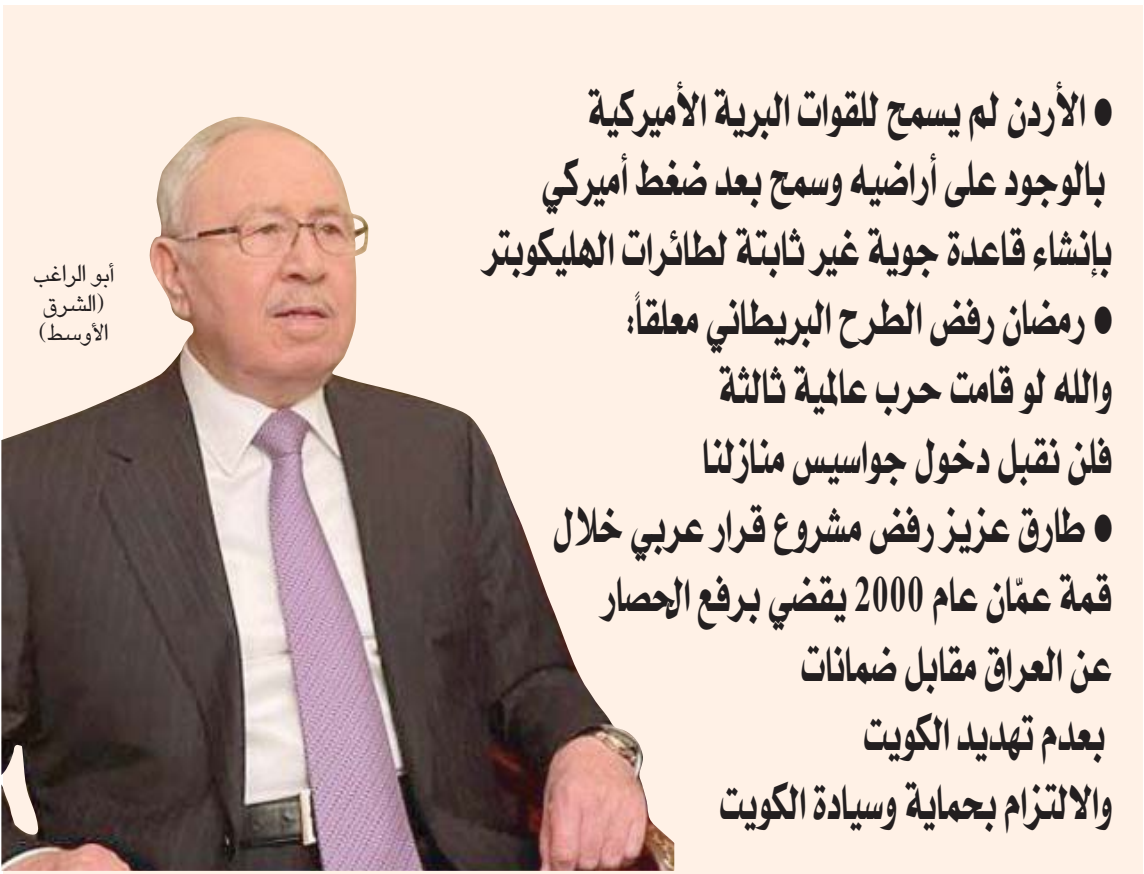 ● الأردن لم يسمح للقوات البرية الأميركية
بالوجود على أراضيه وسمح بعد ضغط أميركي
بإنشاء قاعدة جوية غير ثابتة لطائرات الهليكوبتر
● رمضان رفض الطرح البريطاني معلقاً:
والله لو قامت حرب عالمية ثالثة
فلن نقبل دخول جواسيس منازلنا
● طارق عزيز رفض مشروع قرار عربي خلال
قمة عمّان عام 2000 يقضي برفع الحصار
عن العراق مقابل ضمانات
بعدم تهديد الكويت
والالتزام بحماية وسيادة الكويت
أبو الراغب
(الشرق
الأوسط)